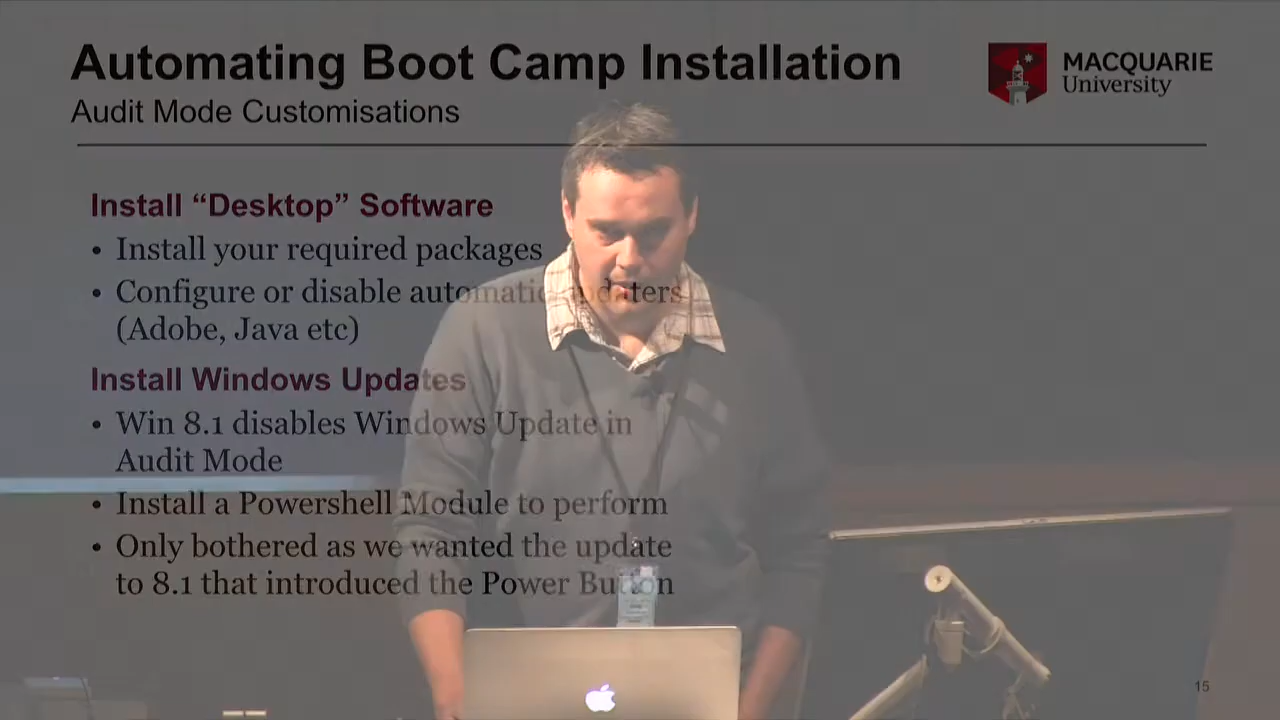 Automating Boot Camp Installation
Audit Mode Customisations
MACQUARIE
University
Install “Desktop” Software
• Install your required packages
• Configure or disable automatic updaters
(Adobe, Java etc)
Install Windows Updates
• Win 8.1 disables Windows Update in
Audit Mode
• Install a Powershell Module to perform
• Only bothered as we wanted the update
to 8.1 that introduced the Power Button
15